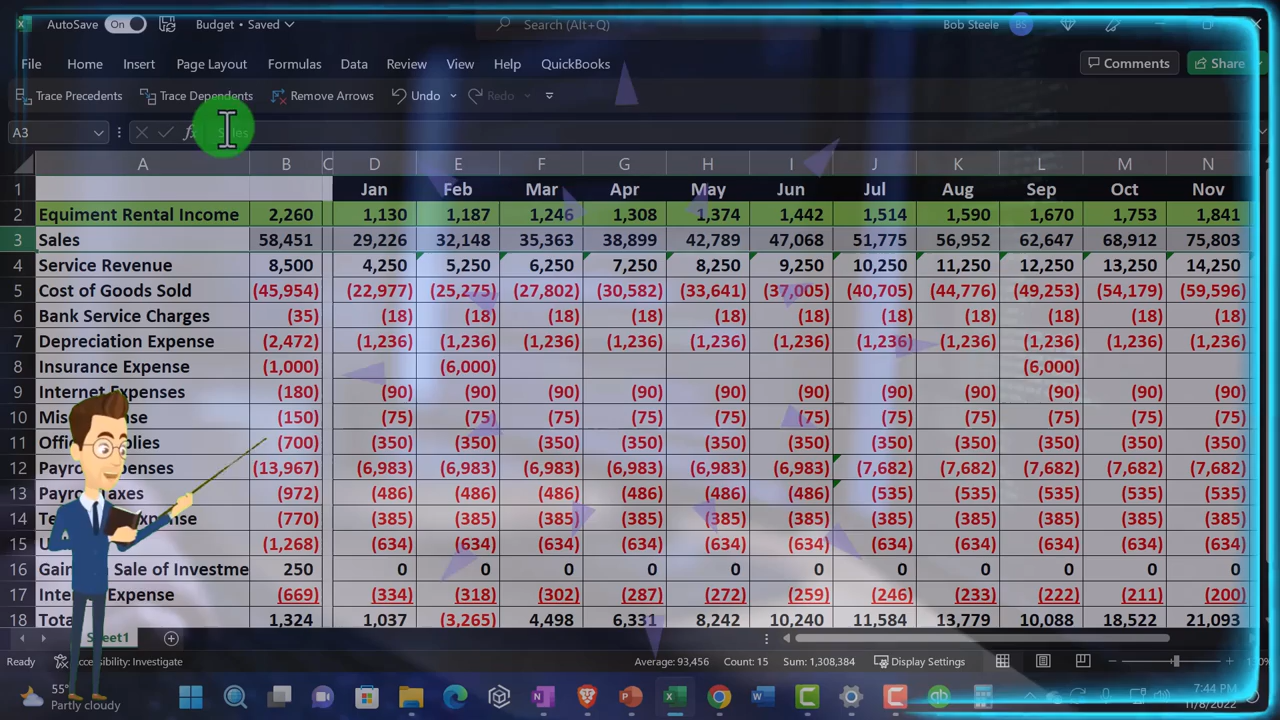 AutoSave On Budget • Saved Search (Alt+Q) Bob Steele BS
File Home Insert Page Layout Formulas Data Review View Help QuickBooks Comments Share
Trace Precedents Trace Dependents Remove Arrows Undo Redo
A3 fx Sales
A B C D E F G H I J K L M N
1 Jan Feb Mar Apr May Jun Jul Aug Sep Oct Nov
2 Equiment Rental Income 2,260 1,130 1,187 1,246 1,308 1,374 1,442 1,514 1,590 1,670 1,753 1,841
3 Sales 58,451 29,226 32,148 35,363 38,899 42,789 47,068 51,775 56,952 62,647 68,912 75,803
4 Service Revenue 8,500 4,250 5,250 6,250 7,250 8,250 9,250 10,250 11,250 12,250 13,250 14,250
5 Cost of Goods Sold (45,954) (22,977) (25,275) (27,802) (30,582) (33,641) (37,005) (40,705) (44,776) (49,253) (54,179) (59,596)
6 Bank Service Charges (35) (18) (18) (18) (18) (18) (18) (18) (18) (18) (18) (18)
7 Depreciation Expense (2,472) (1,236) (1,236) (1,236) (1,236) (1,236) (1,236) (1,236) (1,236) (1,236) (1,236) (1,236)
8 Insurance Expense (1,000) (6,000) (6,000)
9 Internet Expenses (180) (90) (90) (90) (90) (90) (90) (90) (90) (90) (90) (90)
10 (150) (75) (75) (75) (75) (75) (75) (75) (75) (75) (75) (75)
11 (700) (350) (350) (350) (350) (350) (350) (350) (350) (350) (350) (350)
12 Expenses (13,967) (6,983) (6,983) (6,983) (6,983) (6,983) (6,983) (7,682) (7,682) (7,682) (7,682) (7,682)
13 (972) (486) (486) (486) (486) (486) (486) (535) (535) (535) (535) (535)
14 (770) (385) (385) (385) (385) (385) (385) (385) (385) (385) (385) (385)
15 (1,268) (634) (634) (634) (634) (634) (634) (634) (634) (634) (634) (634)
16 Sale of Investme 250 0 0 0 0 0 0 0 0 0 0 0
17 Expense (669) (334) (318) (302) (287) (272) (259) (246) (233) (222) (211) (200)
18 1,324 1,037 (3,265) 4,498 6,331 8,242 10,240 11,584 13,779 10,088 18,522 21,093
Sheet1
Ready Investigate Average: 93,456 Count: 15 Sum: 1,308,384 Display Settings
55°
Partly cloudy
7:44 PM
11/8/2022